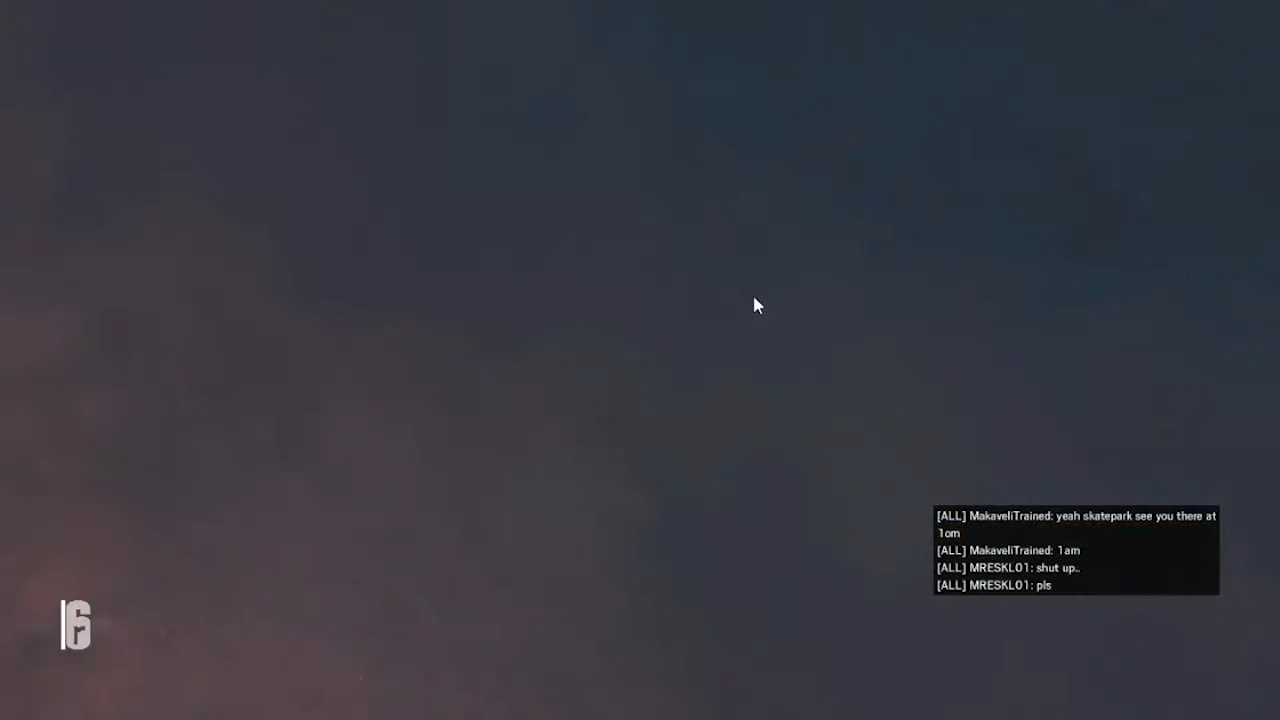 [ALL] MakaveliTrained: yeah skatepark see you there at
1om
[ALL] MakaveliTrained: 1am
[ALL] MRESKL01: shut up..
[ALL] MRESKL01: pls
6